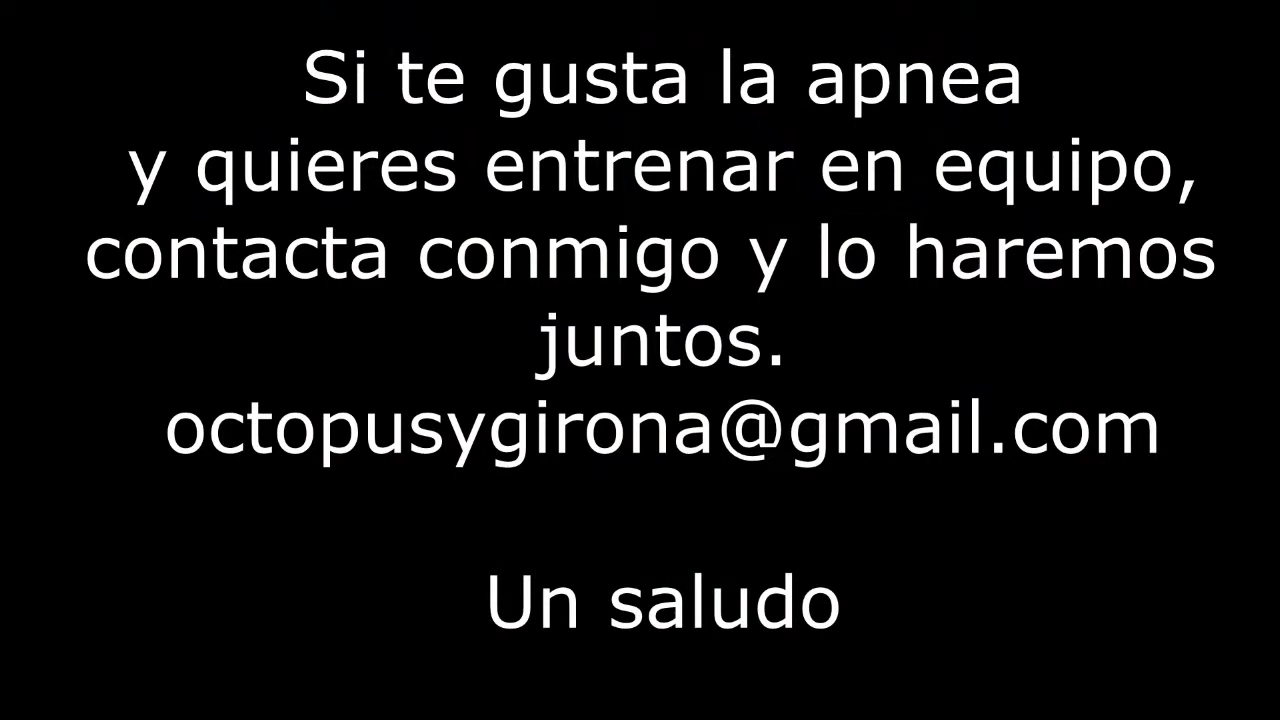 Si te gusta la apnea
y quieres entrenar en equipo,
contacta conmigo y lo haremos
juntos.
octopusygirona@gmail.com
Un saludo